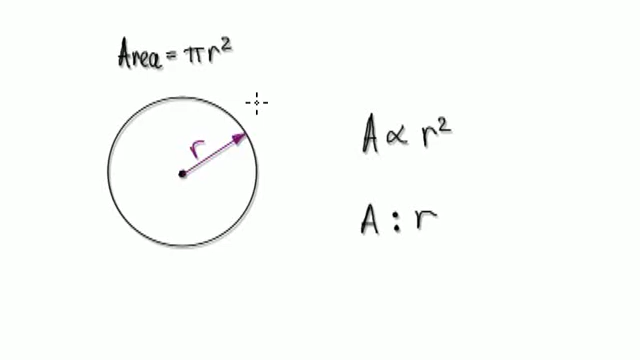 Area = πr²
r
A ∝ r²
A : r